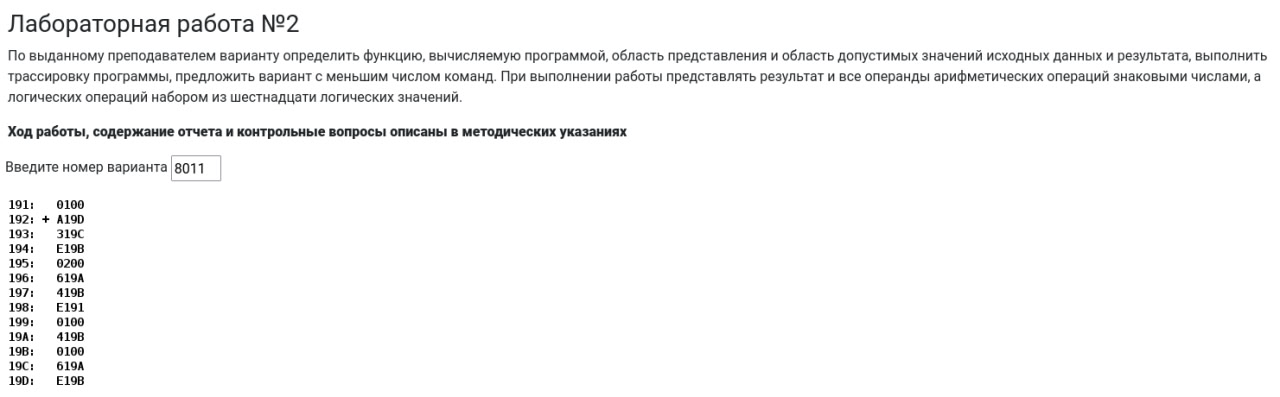 Лабораторная работа №2
По выданному преподавателем варианту определить функцию, вычисляемую программой, область представления и область допустимых значений исходных данных и результата, выполнить
трассировку программы, предложить вариант с меньшим числом команд. При выполнении работы представлять результат и все операнды арифметических операций знаковыми числами, а
логических операций набором из шестнадцати логических значений.
Ход работы, содержание отчета и контрольные вопросы описаны в методических указаниях
Введите номер варианта 8011
191: 0100
192: + A19D
193: 319C
194: E19B
195: 0200
196: 619A
197: 419B
198: E191
199: 0100
19A: 419B
19B: 0100
19C: 619A
19D: E19B